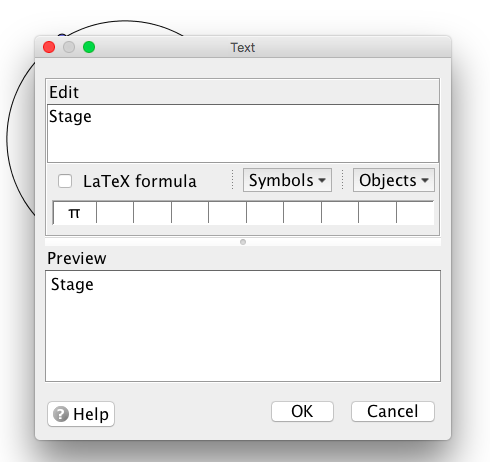 Text
Edit
Stage
LaTeX formula Symbols Objects
π
Preview
Stage
? Help OK Cancel